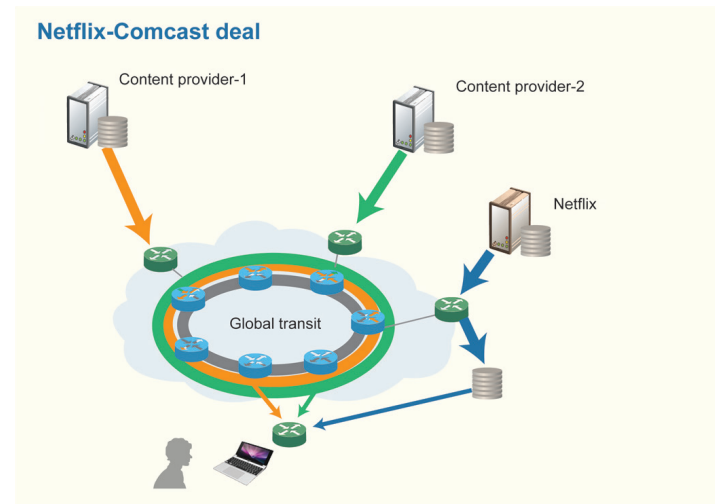 Netflix-Comcast deal
Content provider-1
Content provider-2
Netflix
Global transit